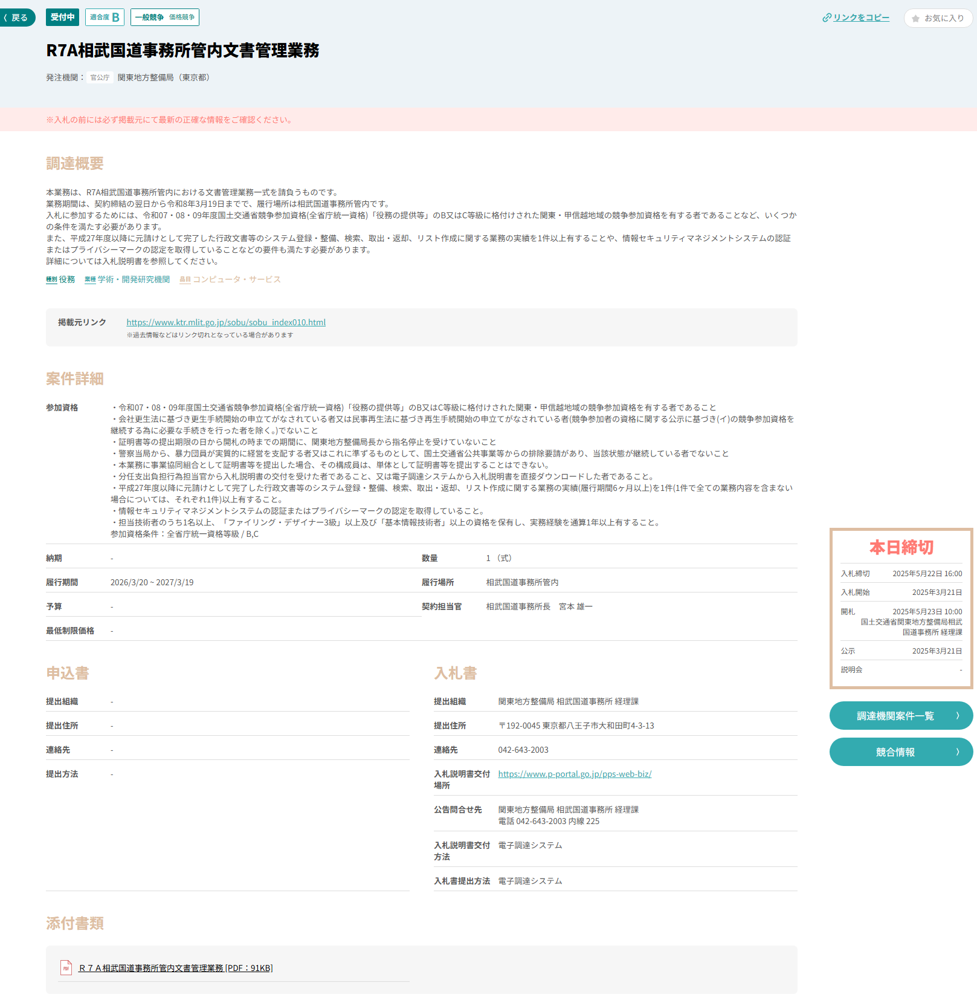 戻る
受付中
適合度 B
一般競争 価格競争
リンクをコピー
お気に入り
R7A相武国道事務所管内文書管理業務
発注機関： 官公庁 関東地方整備局（東京都）
※入札の前には必ず掲載元にて最新の正確な情報をご確認ください。
調達概要
本業務は、R7A相武国道事務所管内における文書管理業務一式を請負うものです。
業務期間は、契約締結の翌日から令和8年3月19日までで、履行場所は相武国道事務所管内です。
入札に参加するためには、令和07・08・09年度国土交通省競争参加資格(全省庁統一資格)「役務の提供等」のB又はC等級に格付けされた関東・甲信越地域の競争参加資格を有する者であることなど、いくつか
の条件を満たす必要があります。
また、平成27年度以降に元請けとして完了した行政文書等のシステム登録・整備、検索、取出・返却、リスト作成に関する業務の実績を1件以上有することや、情報セキュリティマネジメントシステムの認証
またはプライバシーマークの認定を取得していることなどの要件も満たす必要があります。
詳細については入札説明書を参照してください。
種別 役務 業種 学術・開発研究機関 品目 コンピュータ・サービス
掲載元リンク https://www.ktr.mlit.go.jp/sobu/sobu_index010.html
※過去情報などはリンク切れとなっている場合があります
案件詳細
参加資格 ・令和07・08・09年度国土交通省競争参加資格(全省庁統一資格)「役務の提供等」のB又はC等級に格付けされた関東・甲信越地域の競争参加資格を有する者であること
・会社更生法に基づき更生手続開始の申立てがなされている者又は民事再生法に基づき再生手続開始の申立てがなされている者(競争参加者の資格に関する公示に基づき(イ)の競争参加資格を
継続する為に必要な手続きを行った者を除く。)でないこと
・証明書等の提出期限の日から開札の時までの期間に、関東地方整備局長から指名停止を受けていないこと
・警察当局から、暴力団員が実質的に経営を支配する者又はこれに準ずるものとして、国土交通省公共事業等からの排除要請があり、当該状態が継続している者でないこと
・本業務に事業協同組合として証明書等を提出した場合、その構成員は、単体として証明書等を提出することはできない。
・分任支出負担行為担当官から入札説明書の交付を受けた者であること、又は電子調達システムから入札説明書を直接ダウンロードした者であること。
・平成27年度以降に元請けとして完了した行政文書等のシステム登録・整備、検索、取出・返却、リスト作成に関する業務の実績(履行期間6ヶ月以上)を1件(1件で全ての業務内容を含まない
場合については、それぞれ1件)以上有すること。
・情報セキュリティマネジメントシステムの認証またはプライバシーマークの認定を取得していること。
・担当技術者のうち1名以上、「ファイリング・デザイナー3級」以上及び「基本情報技術者」以上の資格を保有し、実務経験を通算1年以上有すること。
参加資格条件：全省庁統一資格等級 / B,C
納期 -
数量 1 （式）
履行期間 2026/3/20 ~ 2027/3/19
履行場所 相武国道事務所管内
予算 -
契約担当官 相武国道事務所長　宮本 雄一
最低制限価格 -
申込書
提出組織 -
提出住所 -
連絡先 -
提出方法 -
入札書
提出組織 関東地方整備局 相武国道事務所 経理課
提出住所 〒192-0045 東京都八王子市大和田町4-3-13
連絡先 042-643-2003
入札説明書交付 https://www.p-portal.go.jp/pps-web-biz/
場所
公告問合せ先 関東地方整備局 相武国道事務所 経理課
電話 042-643-2003 内線 225
入札説明書交付 電子調達システム
方法
入札書提出方法 電子調達システム
添付書類
PDF Ｒ７Ａ相武国道事務所管内文書管理業務 [PDF：91KB]
本日締切
入札締切 2025年5月22日 16:00
入札開始 2025年3月21日
開札 2025年5月23日 10:00
国土交通省関東地方整備局相武
国道事務所 経理課
公示 2025年3月21日
説明会 -
調達機関案件一覧
競合情報